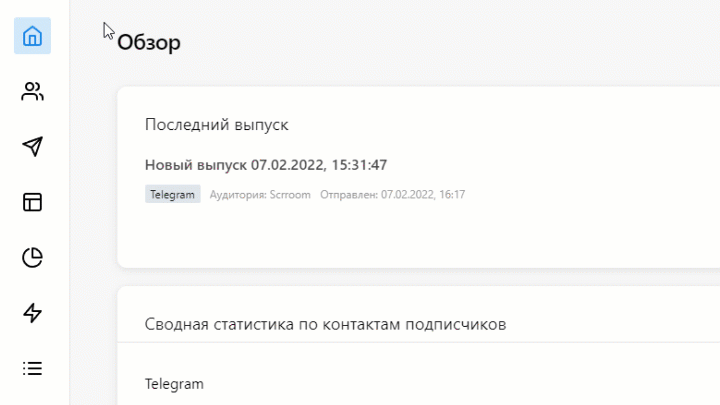 Обзор
Последний выпуск
Новый выпуск 07.02.2022, 15:31:47
Telegram Аудитория: Scrroom Отправлен: 07.02.2022, 16:17
Сводная статистика по контактам подписчиков
Telegram